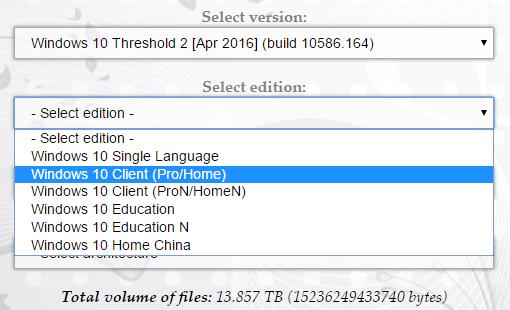 Select version:
Windows 10 Threshold 2 [Apr 2016] (build 10586.164)
Select edition:
- Select edition -
- Select edition -
Windows 10 Single Language
Windows 10 Client (Pro/Home)
Windows 10 Client (ProN/HomeN)
Windows 10 Education
Windows 10 Education N
Windows 10 Home China
- Select architecture -
Total volume of files: 13.857 TB (15236249433740 bytes)